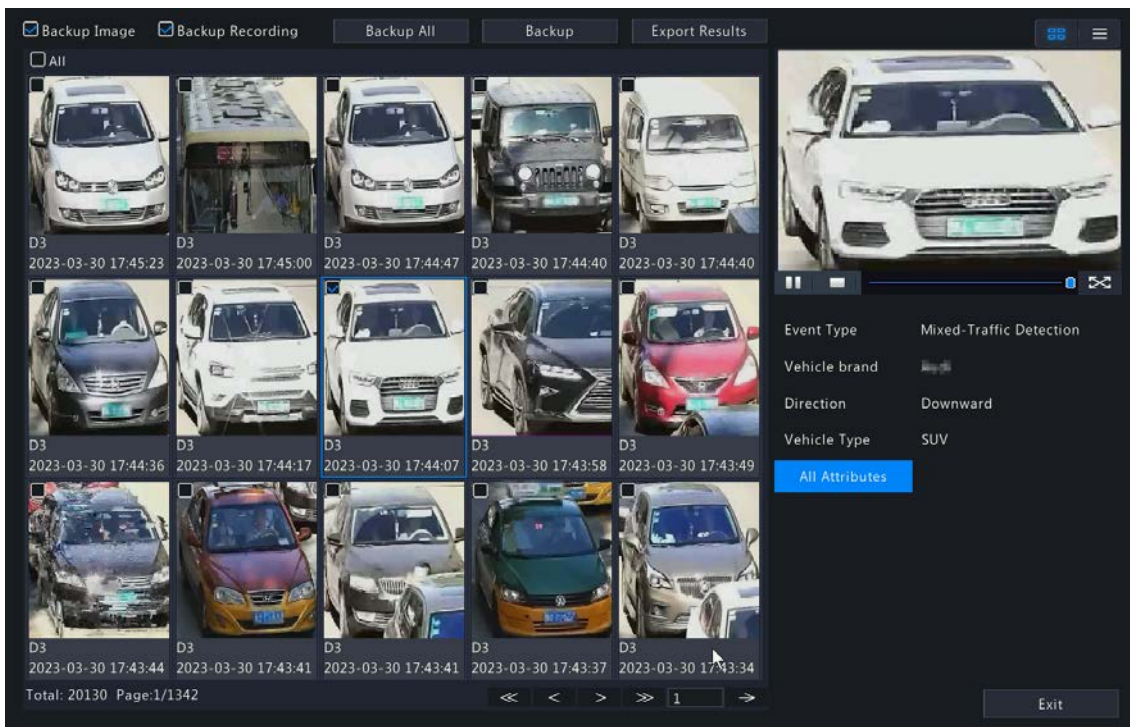 Backup Image Backup Recording Backup All Backup Export Results
All
D3 D3 D3 D3 D3
2023-03-30 17:45:23 2023-03-30 17:45:00 2023-03-30 17:44:47 2023-03-30 17:44:40 2023-03-30 17:44:40
D3 D3 D3 D3 D3
2023-03-30 17:44:36 2023-03-30 17:44:17 2023-03-30 17:44:07 2023-03-30 17:43:58 2023-03-30 17:43:49
D3 D3 D3 D3 D3
2023-03-30 17:43:44 2023-03-30 17:43:41 2023-03-30 17:43:41 2023-03-30 17:43:37 2023-03-30 17:43:34
Total: 20130 Page:1/1342
≪ < > ≫ 1 →
Event Type Mixed-Traffic Detection
Vehicle brand
Direction Downward
Vehicle Type SUV
All Attributes
Exit